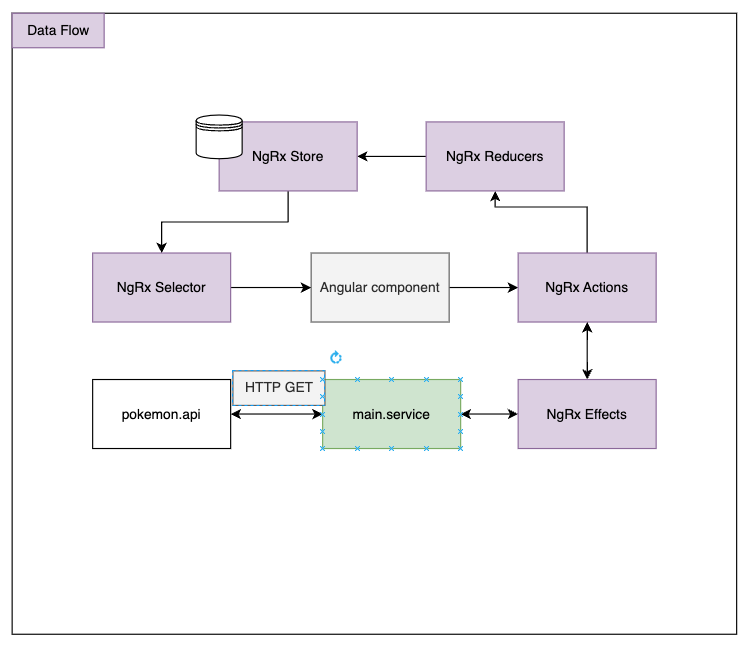 Data Flow
NgRx Store
NgRx Reducers
NgRx Selector
Angular component
NgRx Actions
HTTP GET
pokemon.api
main.service
NgRx Effects